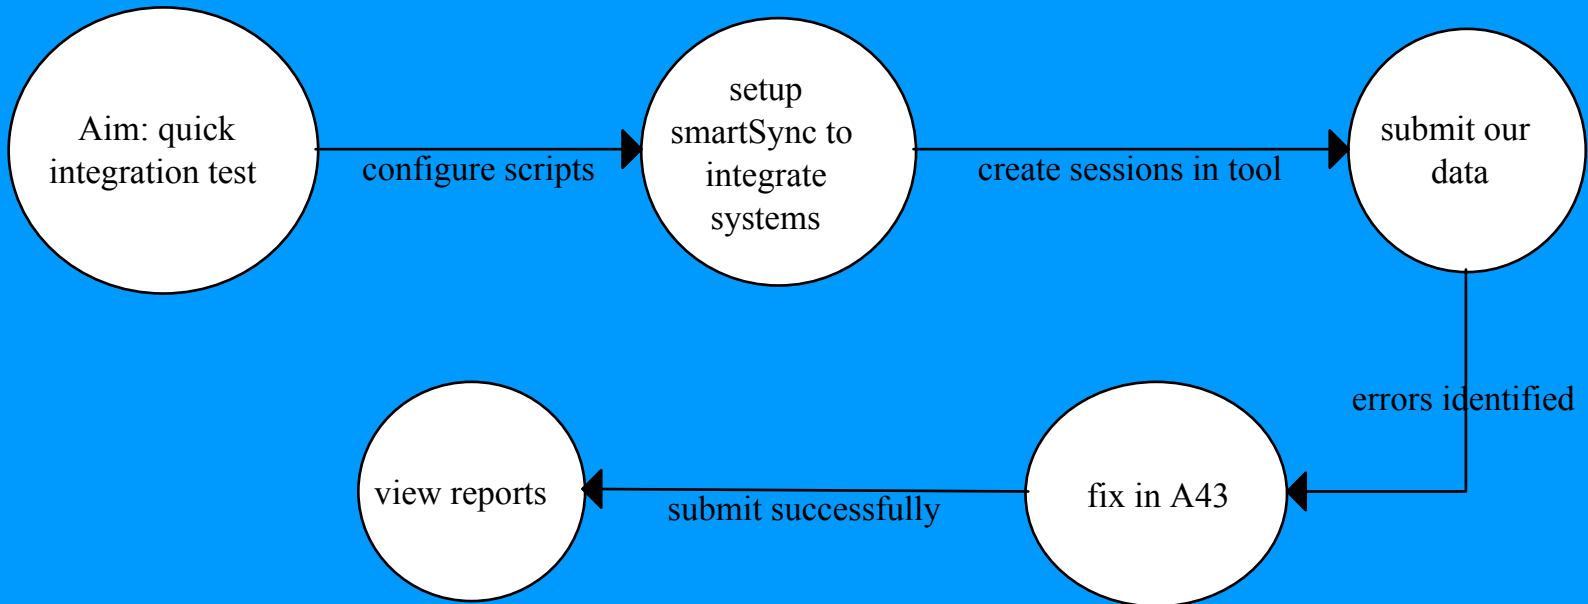 Aim: quick
integration test
configure scripts
setup
smartSync to
integrate
systems
create sessions in tool
submit our
data
errors identified
fix in A43
submit successfully
view reports